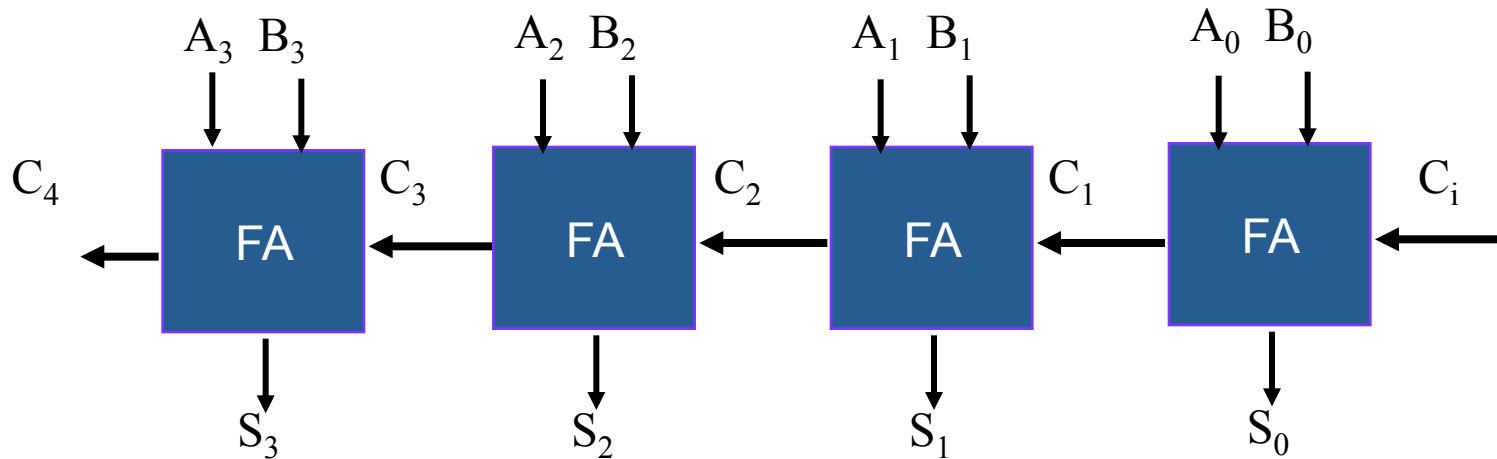 A₃ B₃ A₂ B₂ A₁ B₁ A₀ B₀
C₄ C₃ C₂ C₁ Cᵢ
FA FA FA FA
S₃ S₂ S₁ S₀